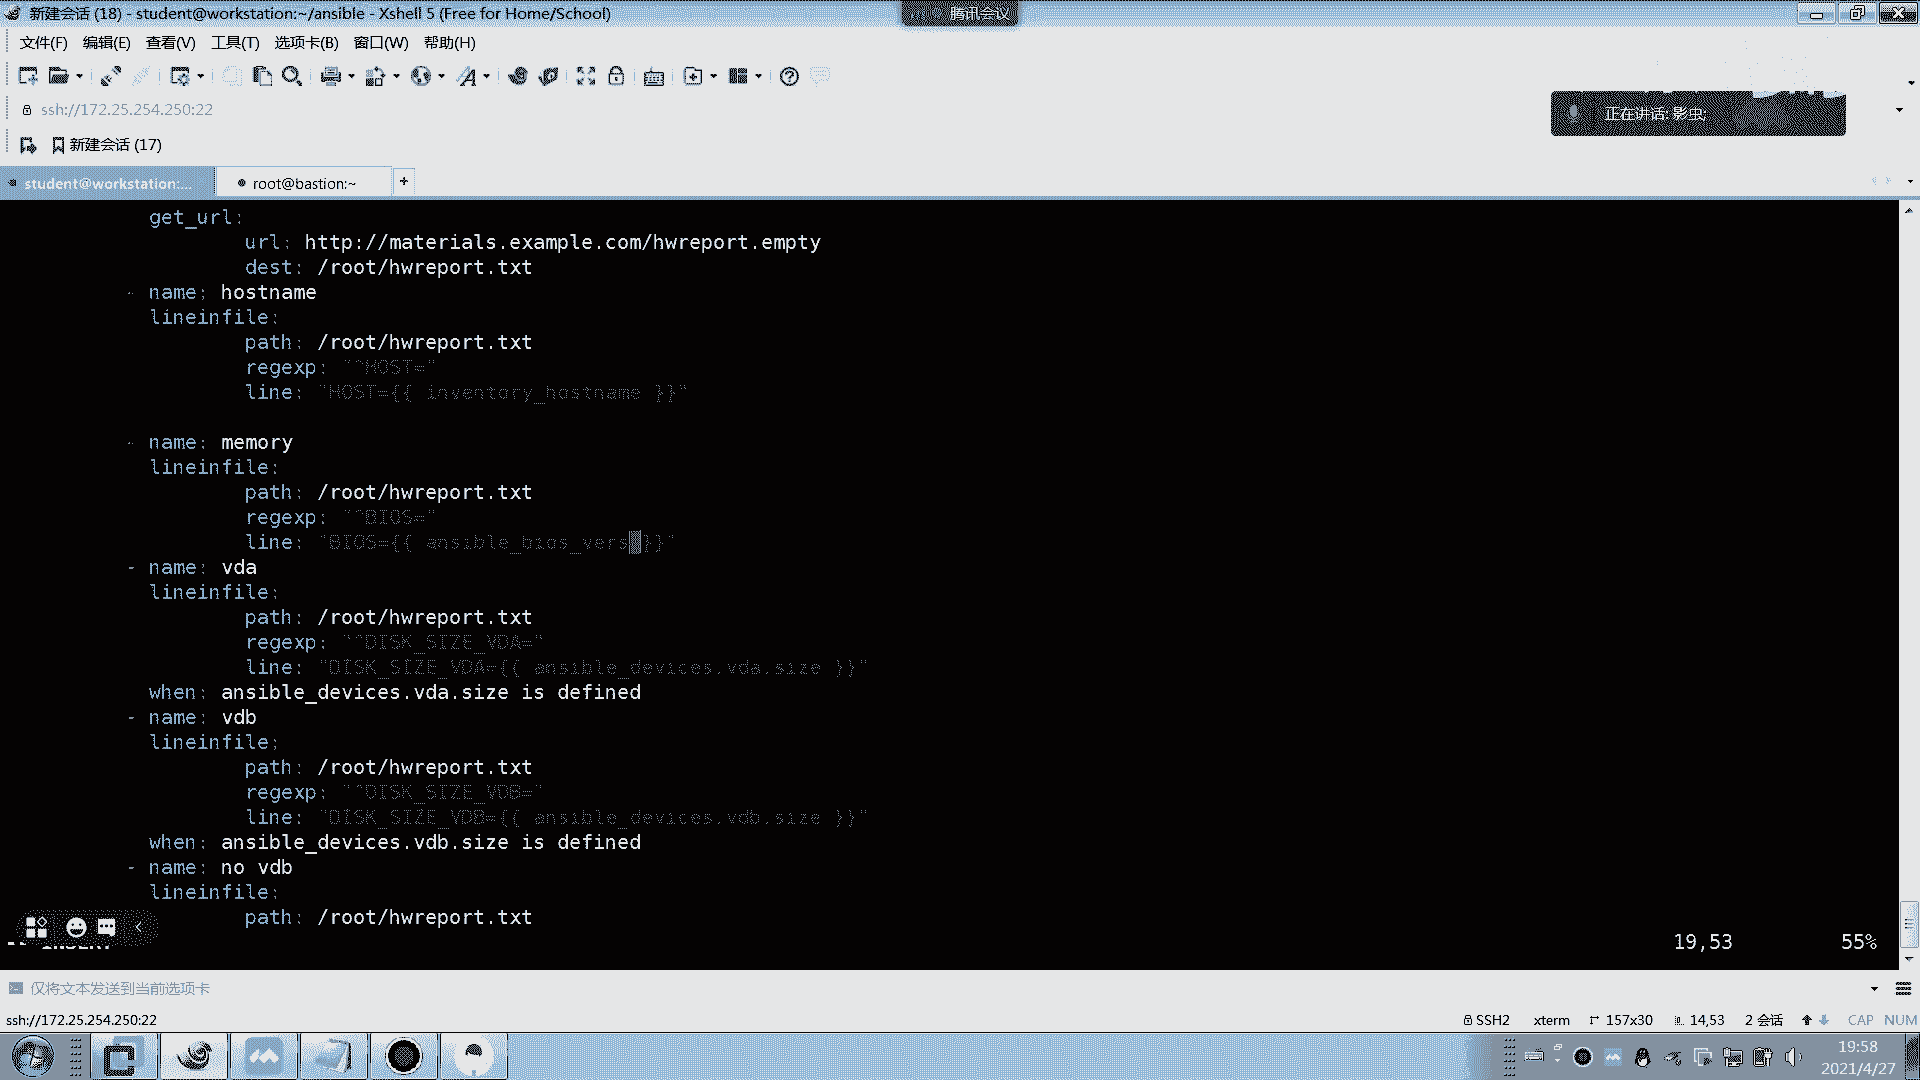 新建会话 (18) - student@workstation:~/ansible - Xshell 5 (Free for Home/School)
腾讯会议
文件(F) 编辑(E) 查看(V) 工具(T) 选项卡(B) 窗口(W) 帮助(H)
ssh://172.25.254.250:22
正在讲话: 影虫;
新建会话 (17)
student@workstation:... root@bastion:~ +
get_url:
url: http://materials.example.com/hwreport.empty
dest: /root/hwreport.txt
- name: hostname
lineinfile:
path: /root/hwreport.txt
regexp: "^HOST="
line: "HOST={{ inventory_hostname }}"
- name: memory
lineinfile:
path: /root/hwreport.txt
regexp: "^BIOS="
line: "BIOS={{ ansible_bios_vers }}"
- name: vda
lineinfile:
path: /root/hwreport.txt
regexp: "^DISK_SIZE_VDA="
line: "DISK_SIZE_VDA={{ ansible_devices.vda.size }}"
when: ansible_devices.vda.size is defined
- name: vdb
lineinfile:
path: /root/hwreport.txt
regexp: "^DISK_SIZE_VDB="
line: "DISK_SIZE_VDB={{ ansible_devices.vdb.size }}"
when: ansible_devices.vdb.size is defined
- name: no vdb
lineinfile:
path: /root/hwreport.txt
19,53 55%
仅将文本发送到当前选项卡
ssh://172.25.254.250:22 SSH2 xterm 157x30 14,53 2 会话 CAP NUM
19:58
2021/4/27